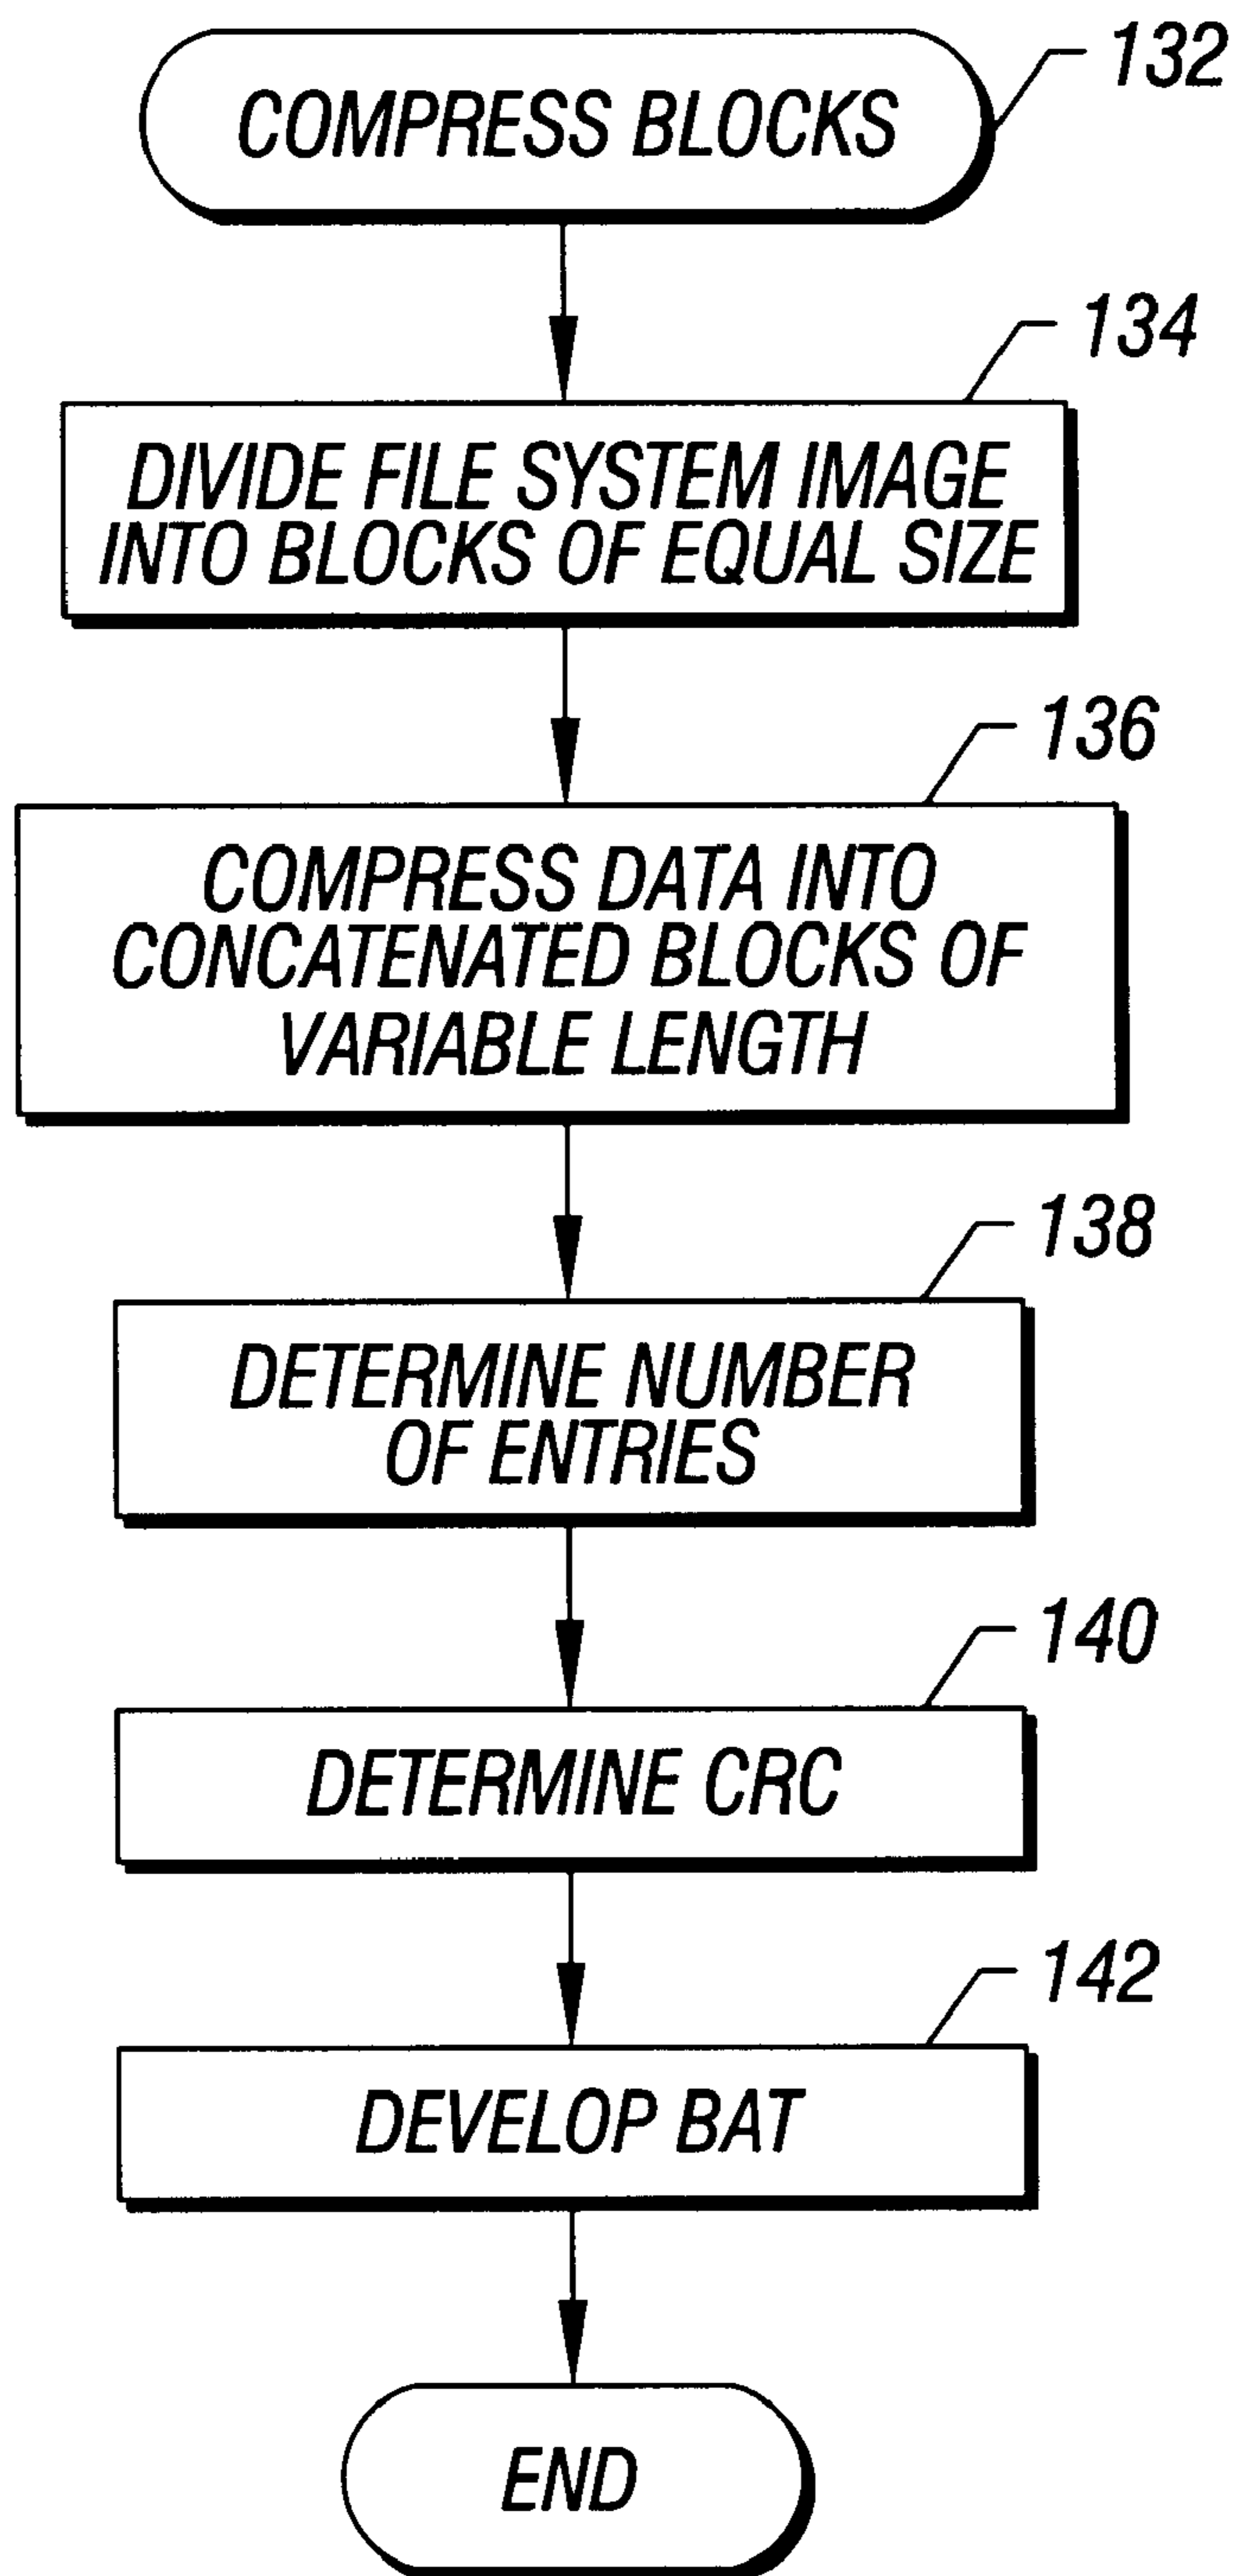 COMPRESS BLOCKS
132
134
DIVIDE FILE SYSTEM IMAGE
INTO BLOCKS OF EQUAL SIZE
136
COMPRESS DATA INTO
CONCATENATED BLOCKS OF
VARIABLE LENGTH
138
DETERMINE NUMBER
OF ENTRIES
140
DETERMINE CRC
142
DEVELOP BAT
END